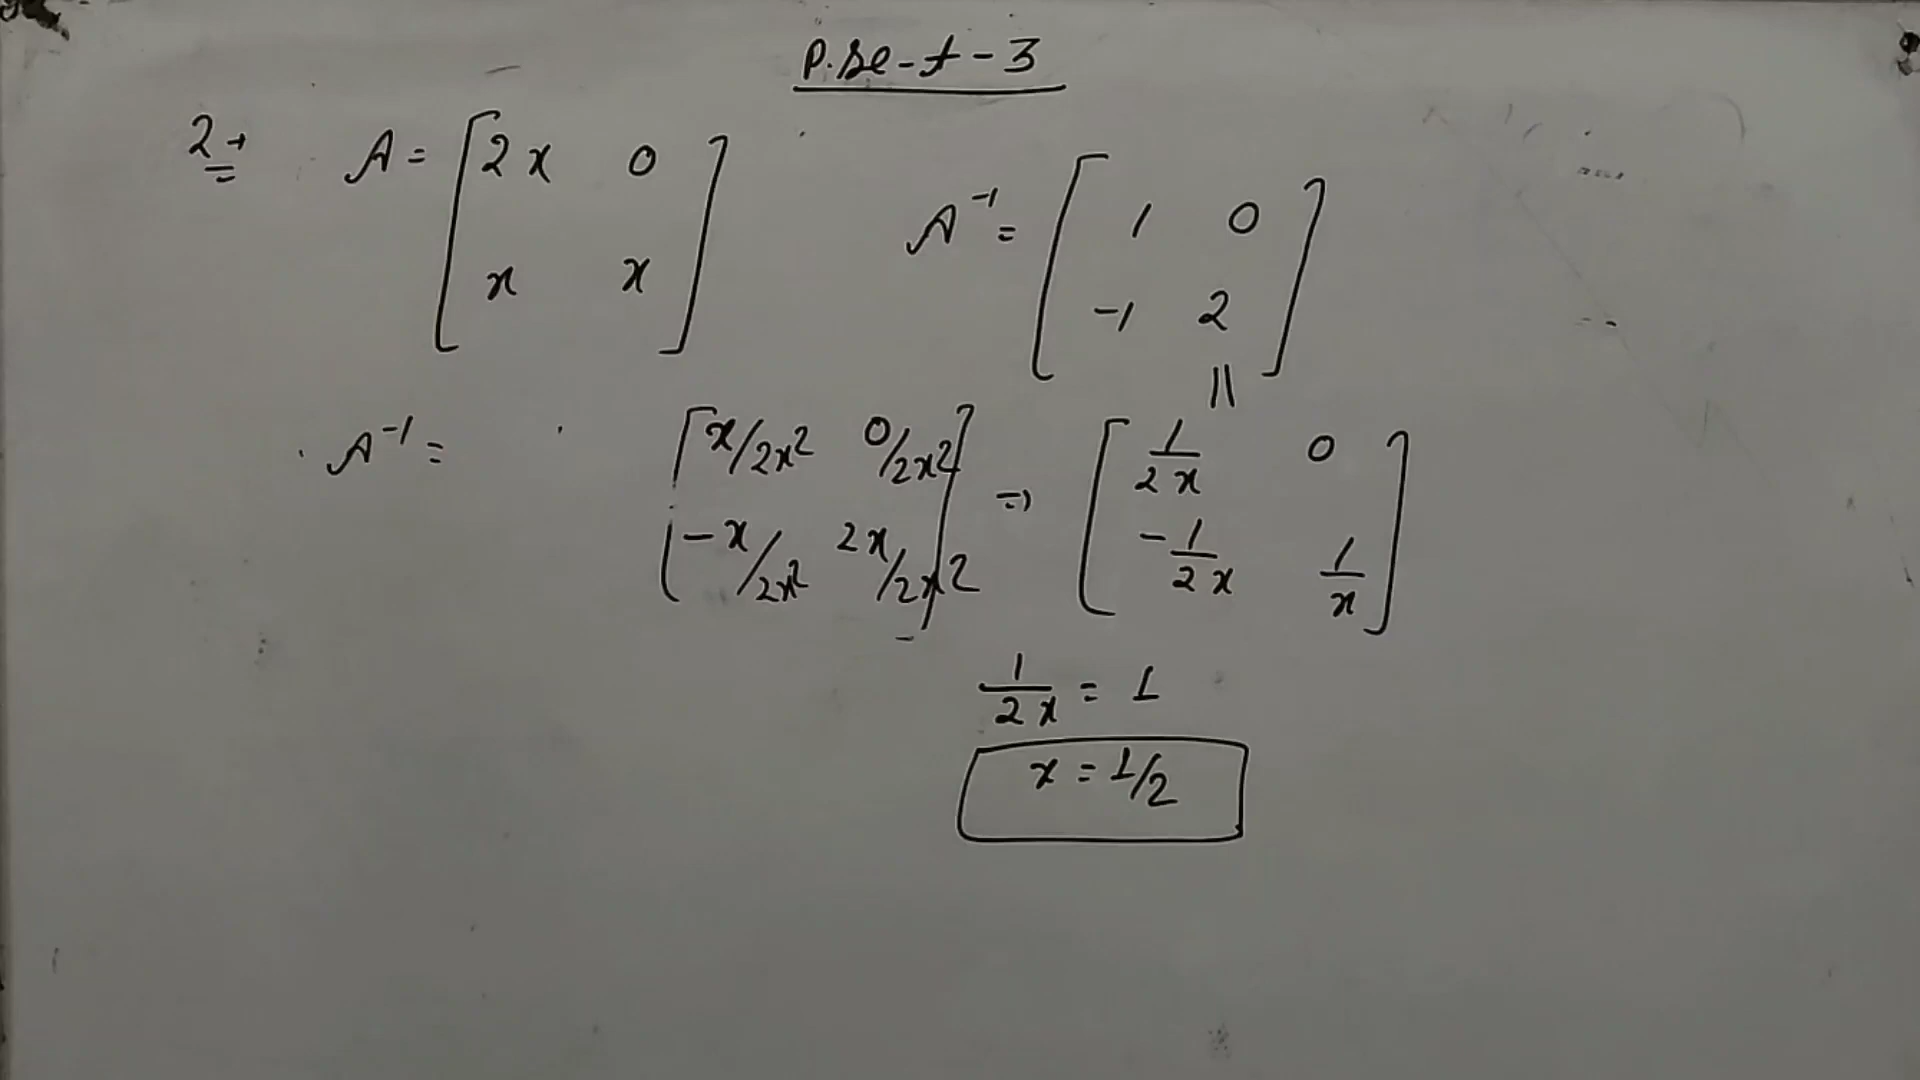 P.Se-t-3
2→ A = [2x 0
x x]
A⁻¹ = [1 0
-1 2]
||
A⁻¹ = [x/2x² 0/2x²
-x/2x² 2x/2x²] ⇒ [1/2x 0
-1/2x 1/x]
1/2x = 1
x = 1/2